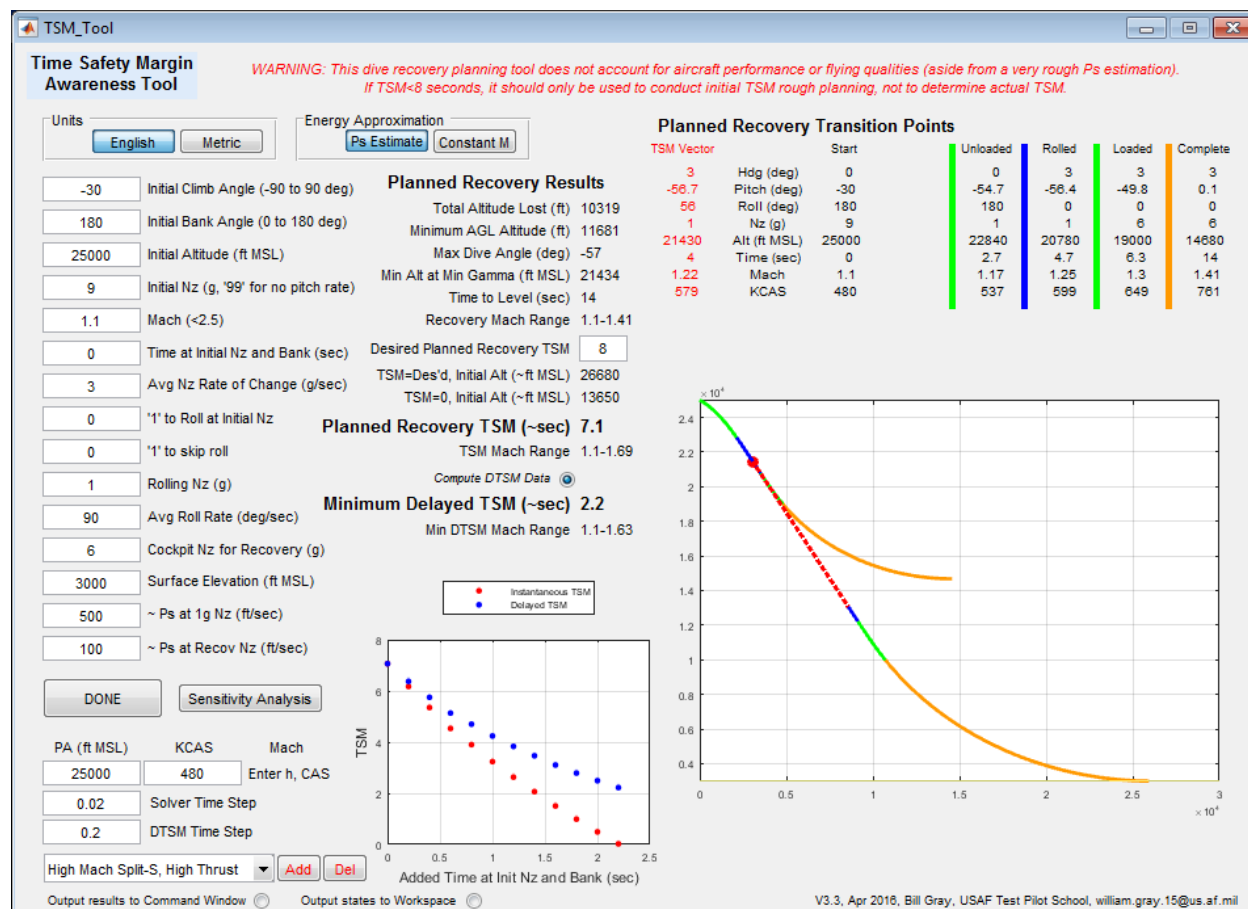 TSM_Tool
Time Safety Margin
Awareness Tool
WARNING: This dive recovery planning tool does not account for aircraft performance or flying qualities (aside from a very rough Ps estimation).
If TSM<8 seconds, it should only be used to conduct initial TSM rough planning, not to determine actual TSM.
Units
English Metric
Energy Approximation
Ps Estimate Constant M
-30 Initial Climb Angle (-90 to 90 deg)
180 Initial Bank Angle (0 to 180 deg)
25000 Initial Altitude (ft MSL)
9 Initial Nz (g, '99' for no pitch rate)
1.1 Mach (<2.5)
0 Time at Initial Nz and Bank (sec)
3 Avg Nz Rate of Change (g/sec)
0 '1' to Roll at Initial Nz
0 '1' to skip roll
1 Rolling Nz (g)
90 Avg Roll Rate (deg/sec)
6 Cockpit Nz for Recovery (g)
3000 Surface Elevation (ft MSL)
500 ~ Ps at 1g Nz (ft/sec)
100 ~ Ps at Recov Nz (ft/sec)
DONE Sensitivity Analysis
PA (ft MSL) KCAS Mach
25000 480 Enter h, CAS
0.02 Solver Time Step
0.2 DTSM Time Step
High Mach Split-S, High Thrust Add Del
Output results to Command Window Output states to Workspace
Planned Recovery Results
Total Altitude Lost (ft) 10319
Minimum AGL Altitude (ft) 11681
Max Dive Angle (deg) -57
Min Alt at Min Gamma (ft MSL) 21434
Time to Level (sec) 14
Recovery Mach Range 1.1-1.41
Desired Planned Recovery TSM 8
TSM=Des'd, Initial Alt (~ft MSL) 26680
TSM=0, Initial Alt (~ft MSL) 13650
Planned Recovery TSM (~sec) 7.1
TSM Mach Range 1.1-1.69
Compute DTSM Data
Minimum Delayed TSM (~sec) 2.2
Min DTSM Mach Range 1.1-1.63
Instantaneous TSM
Delayed TSM
8
6
4
2
0
TSM
0 0.5 1 1.5 2 2.5
Added Time at Init Nz and Bank (sec)
Planned Recovery Transition Points
TSM Vector Start Unloaded Rolled Loaded Complete
3 Hdg (deg) 0 0 3 3 3
-56.7 Pitch (deg) -30 -54.7 -56.4 -49.8 0.1
56 Roll (deg) 180 180 0 0 0
1 Nz (g) 9 1 1 6 6
21430 Alt (ft MSL) 25000 22840 20780 19000 14680
4 Time (sec) 0 2.7 4.7 6.3 14
1.22 Mach 1.1 1.17 1.25 1.3 1.41
579 KCAS 480 537 599 649 761
×10⁴
2.4
2.2
2
1.8
1.6
1.4
1.2
1
0.8
0.6
0.4
0 0.5 1 1.5 2 2.5 3
×10⁴
V3.3, Apr 2016, Bill Gray, USAF Test Pilot School, william.gray.15@us.af.mil